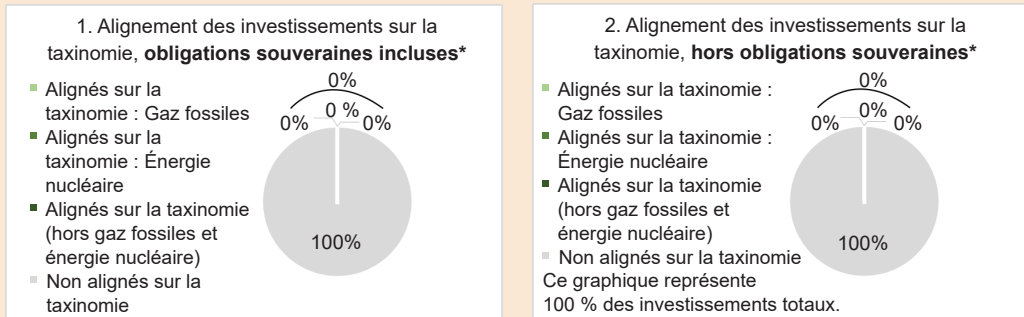 1. Alignement des investissements sur la
taxinomie, obligations souveraines incluses*
Alignés sur la
taxinomie : Gaz fossiles
Alignés sur la
taxinomie : Énergie
nucléaire
Alignés sur la taxinomie
(hors gaz fossiles et
énergie nucléaire)
Non alignés sur la
taxinomie
0%
0 %
0%
0%
100%
2. Alignement des investissements sur la
taxinomie, hors obligations souveraines*
Alignés sur la taxinomie :
Gaz fossiles
Alignés sur la taxinomie :
Énergie nucléaire
Alignés sur la taxinomie
(hors gaz fossiles et
énergie nucléaire)
Non alignés sur la taxinomie
0%
0%
0%
0%
100%
Ce graphique représente
100 % des investissements totaux.